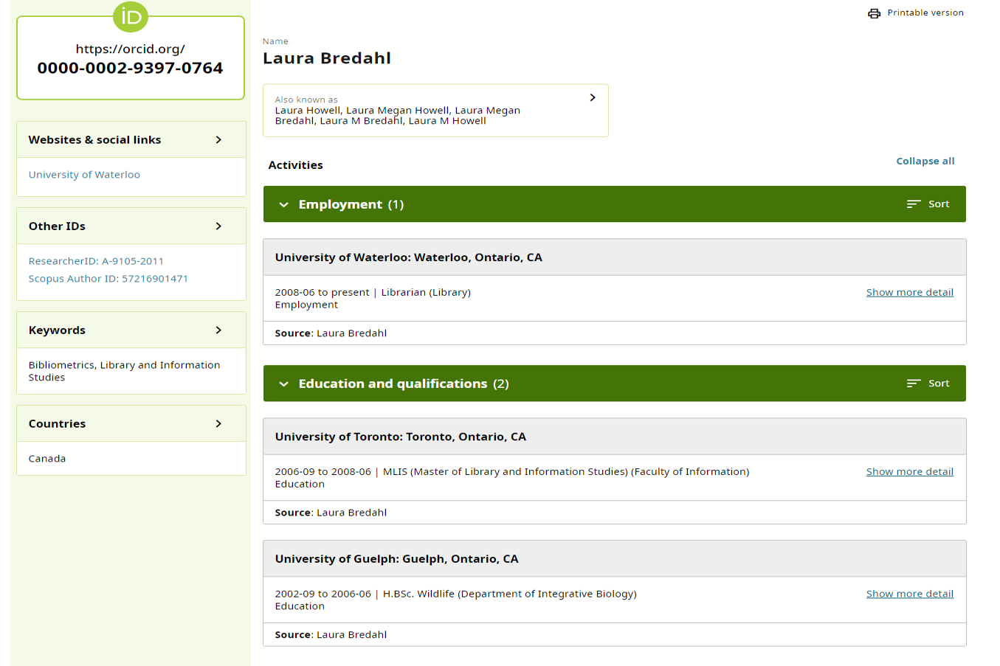 iD
https://orcid.org/
0000-0002-9397-0764
Websites & social links
University of Waterloo
Other IDs
ResearcherID: A-9105-2011
Scopus Author ID: 57216901471
Keywords
Bibliometrics, Library and Information
Studies
Countries
Canada
Printable version
Name
Laura Bredahl
Also known as
Laura Howell, Laura Megan Howell, Laura Megan
Bredahl, Laura M Bredahl, Laura M Howell
Activities
Collapse all
Employment (1)
Sort
University of Waterloo: Waterloo, Ontario, CA
2008-06 to present | Librarian (Library)
Show more detail
Employment
Source: Laura Bredahl
Education and qualifications (2)
Sort
University of Toronto: Toronto, Ontario, CA
2006-09 to 2008-06 | MLIS (Master of Library and Information Studies) (Faculty of Information)
Show more detail
Education
Source: Laura Bredahl
University of Guelph: Guelph, Ontario, CA
2002-09 to 2006-06 | H.BSc. Wildlife (Department of Integrative Biology)
Show more detail
Education
Source: Laura Bredahl